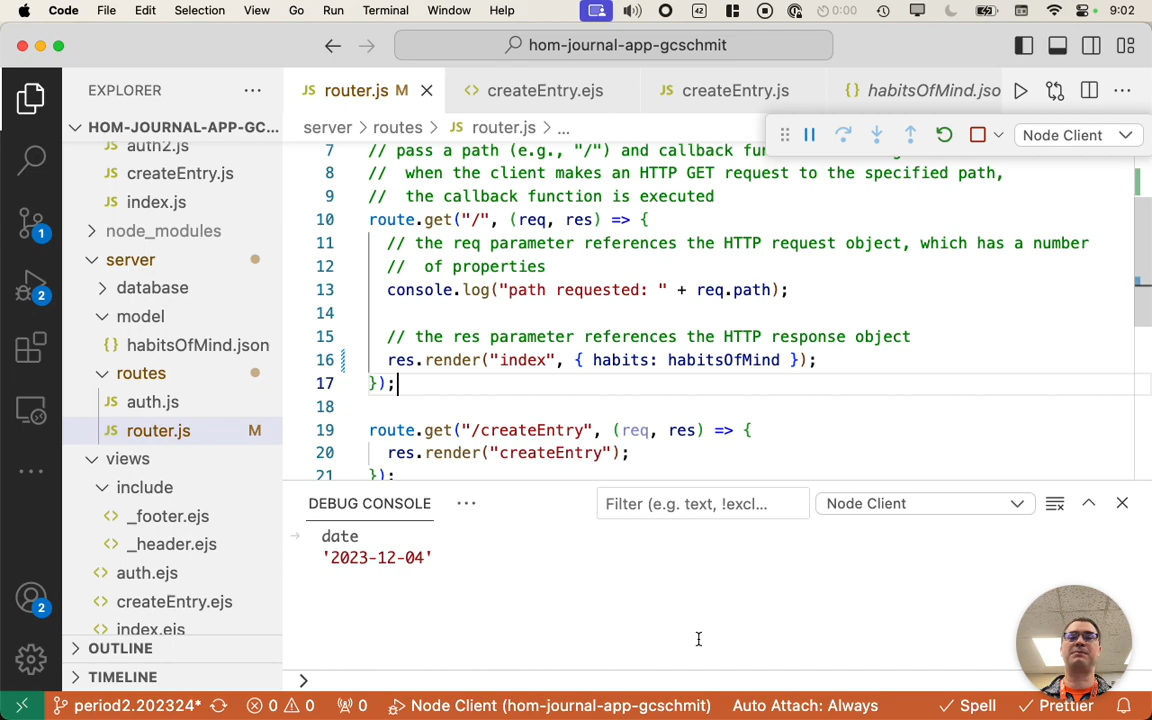 Code File Edit Selection View Go Run Terminal Window Help 42 0:00 9:02
hom-journal-app-gcschmit
EXPLORER
router.js M
createEntry.ejs
createEntry.js
habitsOfMind.jso
HOM-JOURNAL-APP-GC...
auth2.js
createEntry.js
index.js
node_modules
server
database
model
habitsOfMind.json
routes
auth.js
router.js M
views
include
_footer.ejs
_header.ejs
auth.ejs
createEntry.ejs
index.ejs
OUTLINE
TIMELINE
1
2
2
server > routes > JS router.js > ...
Node Client
7 // pass a path (e.g., "/") and callback fu
8 // when the client makes an HTTP GET request to the specified path,
9 // the callback function is executed
10 route.get("/", (req, res) => {
11 // the req parameter references the HTTP request object, which has a number
12 // of properties
13 console.log("path requested: " + req.path);
14
15 // the res parameter references the HTTP response object
16 res.render("index", { habits: habitsOfMind });
17 });
18
19 route.get("/createEntry", (req, res) => {
20 res.render("createEntry");
21 });
DEBUG CONSOLE
Filter (e.g. text, !excl...
Node Client
date
'2023-12-04'
period2.202324* 0 0 0 Node Client (hom-journal-app-gcschmit) Auto Attach: Always Spell Prettier